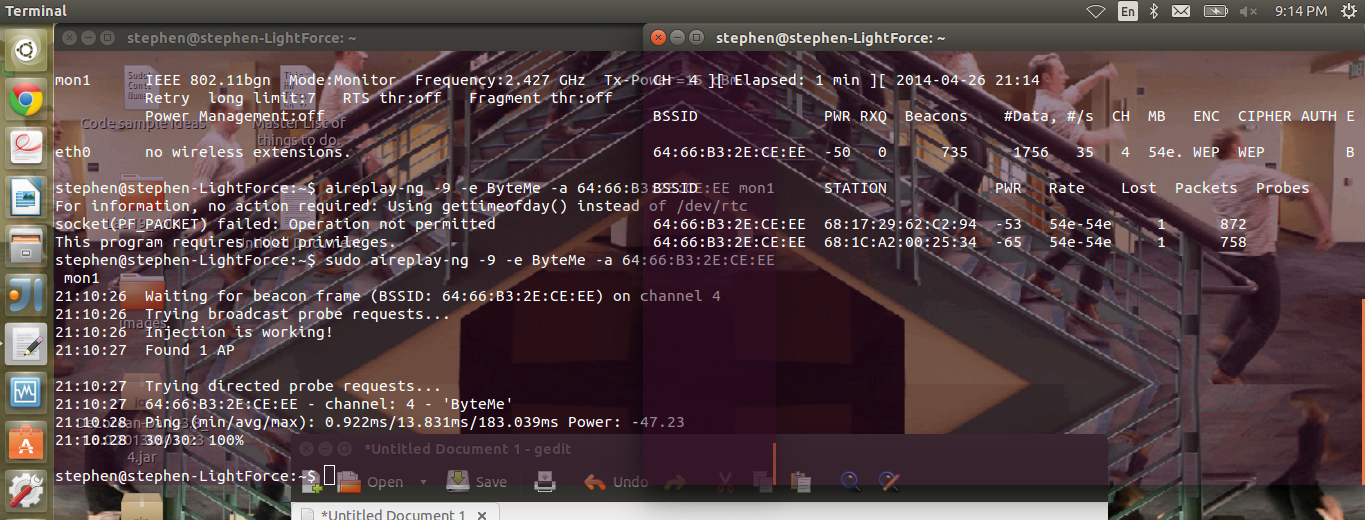 Terminal
En
9:14 PM
stephen@stephen-LightForce: ~
mon1 IEEE 802.11bgn Mode:Monitor Frequency:2.427 GHz Tx-Power=15 dBm
Retry long limit:7 RTS thr:off Fragment thr:off
Power Management:off
eth0 no wireless extensions.
stephen@stephen-LightForce:~$ aireplay-ng -9 -e ByteMe -a 64:66:B3:2E:CE:EE mon1
For information, no action required: Using gettimeofday() instead of /dev/rtc
socket(PF_PACKET) failed: Operation not permitted
This program requires root privileges.
stephen@stephen-LightForce:~$ sudo aireplay-ng -9 -e ByteMe -a 64:66:B3:2E:CE:EE
mon1
21:10:26 Waiting for beacon frame (BSSID: 64:66:B3:2E:CE:EE) on channel 4
21:10:26 Trying broadcast probe requests...
21:10:26 Injection is working!
21:10:27 Found 1 AP
21:10:27 Trying directed probe requests...
21:10:27 64:66:B3:2E:CE:EE - channel: 4 - 'ByteMe'
21:10:28 Ping (min/avg/max): 0.922ms/13.831ms/183.039ms Power: -47.23
21:10:28 30/30: 100%
stephen@stephen-LightForce:~$
stephen@stephen-LightForce: ~
CH 4 ][ Elapsed: 1 min ][ 2014-04-26 21:14
BSSID PWR RXQ Beacons #Data, #/s CH MB ENC CIPHER AUTH E
64:66:B3:2E:CE:EE -50 0 735 1756 35 4 54e. WEP WEP B
BSSID STATION PWR Rate Lost Packets Probes
64:66:B3:2E:CE:EE 68:17:29:62:C2:94 -53 54e-54e 1 872
64:66:B3:2E:CE:EE 68:1C:A2:00:25:34 -65 54e-54e 1 758
Code sample ideas
Master List of
things to do.
Images
4.jar
*Untitled Document 1 - gedit
Open
Save
Undo
*Untitled Document 1